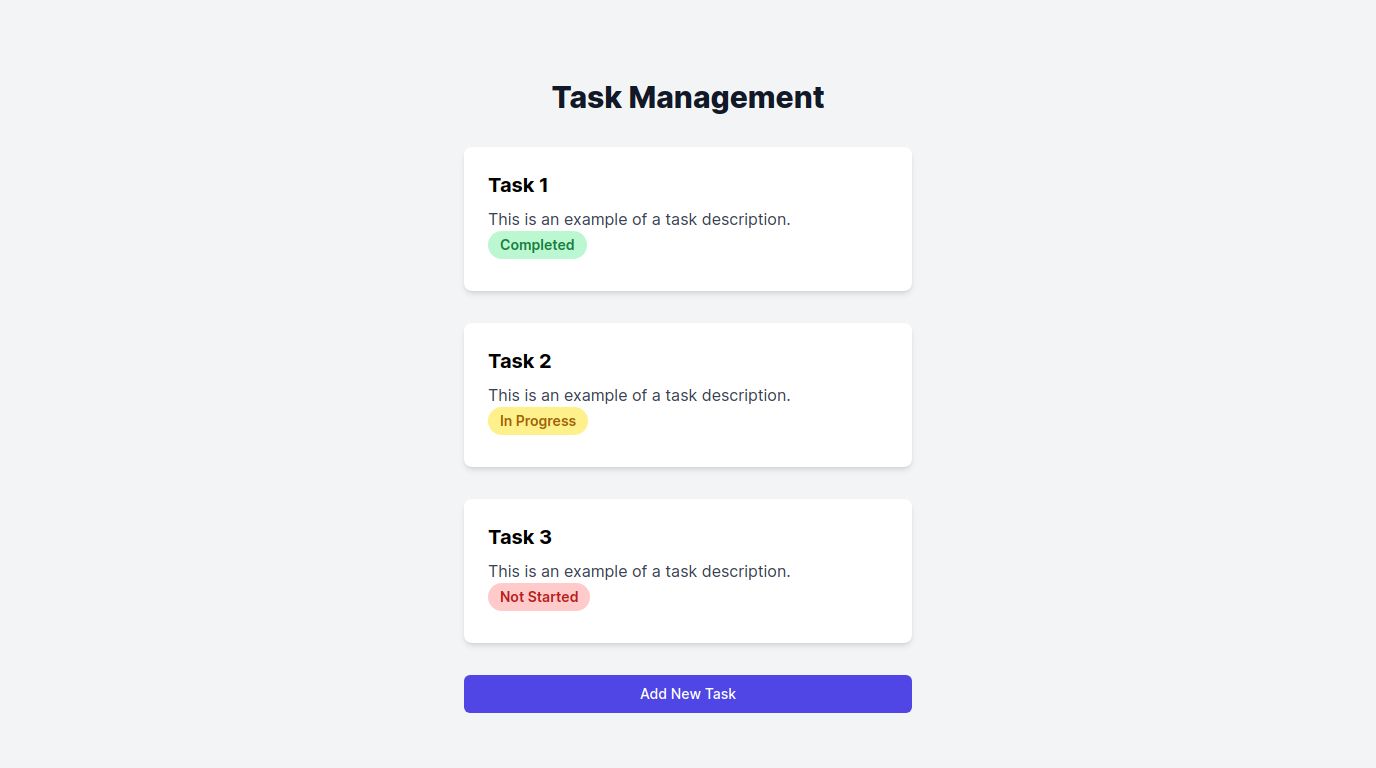 Task Management
Task 1
This is an example of a task description.
Completed
Task 2
This is an example of a task description.
In Progress
Task 3
This is an example of a task description.
Not Started
Add New Task